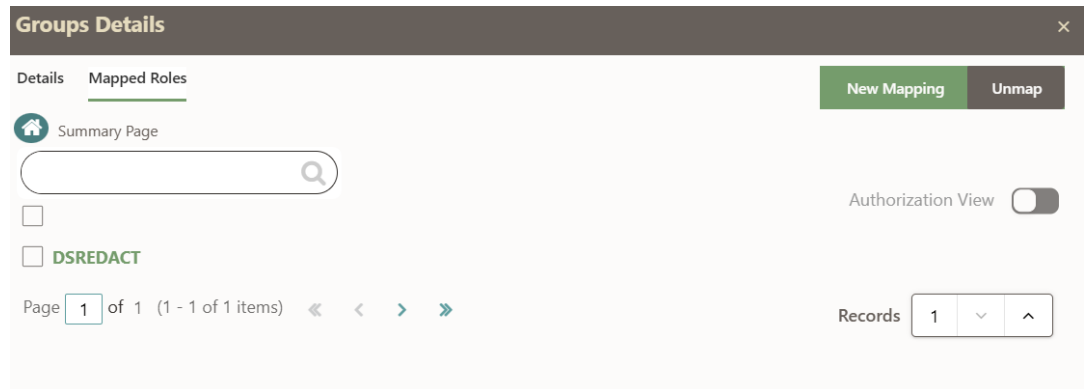 Groups Details
Details Mapped Roles
New Mapping Unmap
Summary Page
Authorization View
DSREDACT
Page 1 of 1 (1 - 1 of 1 items)
Records 1